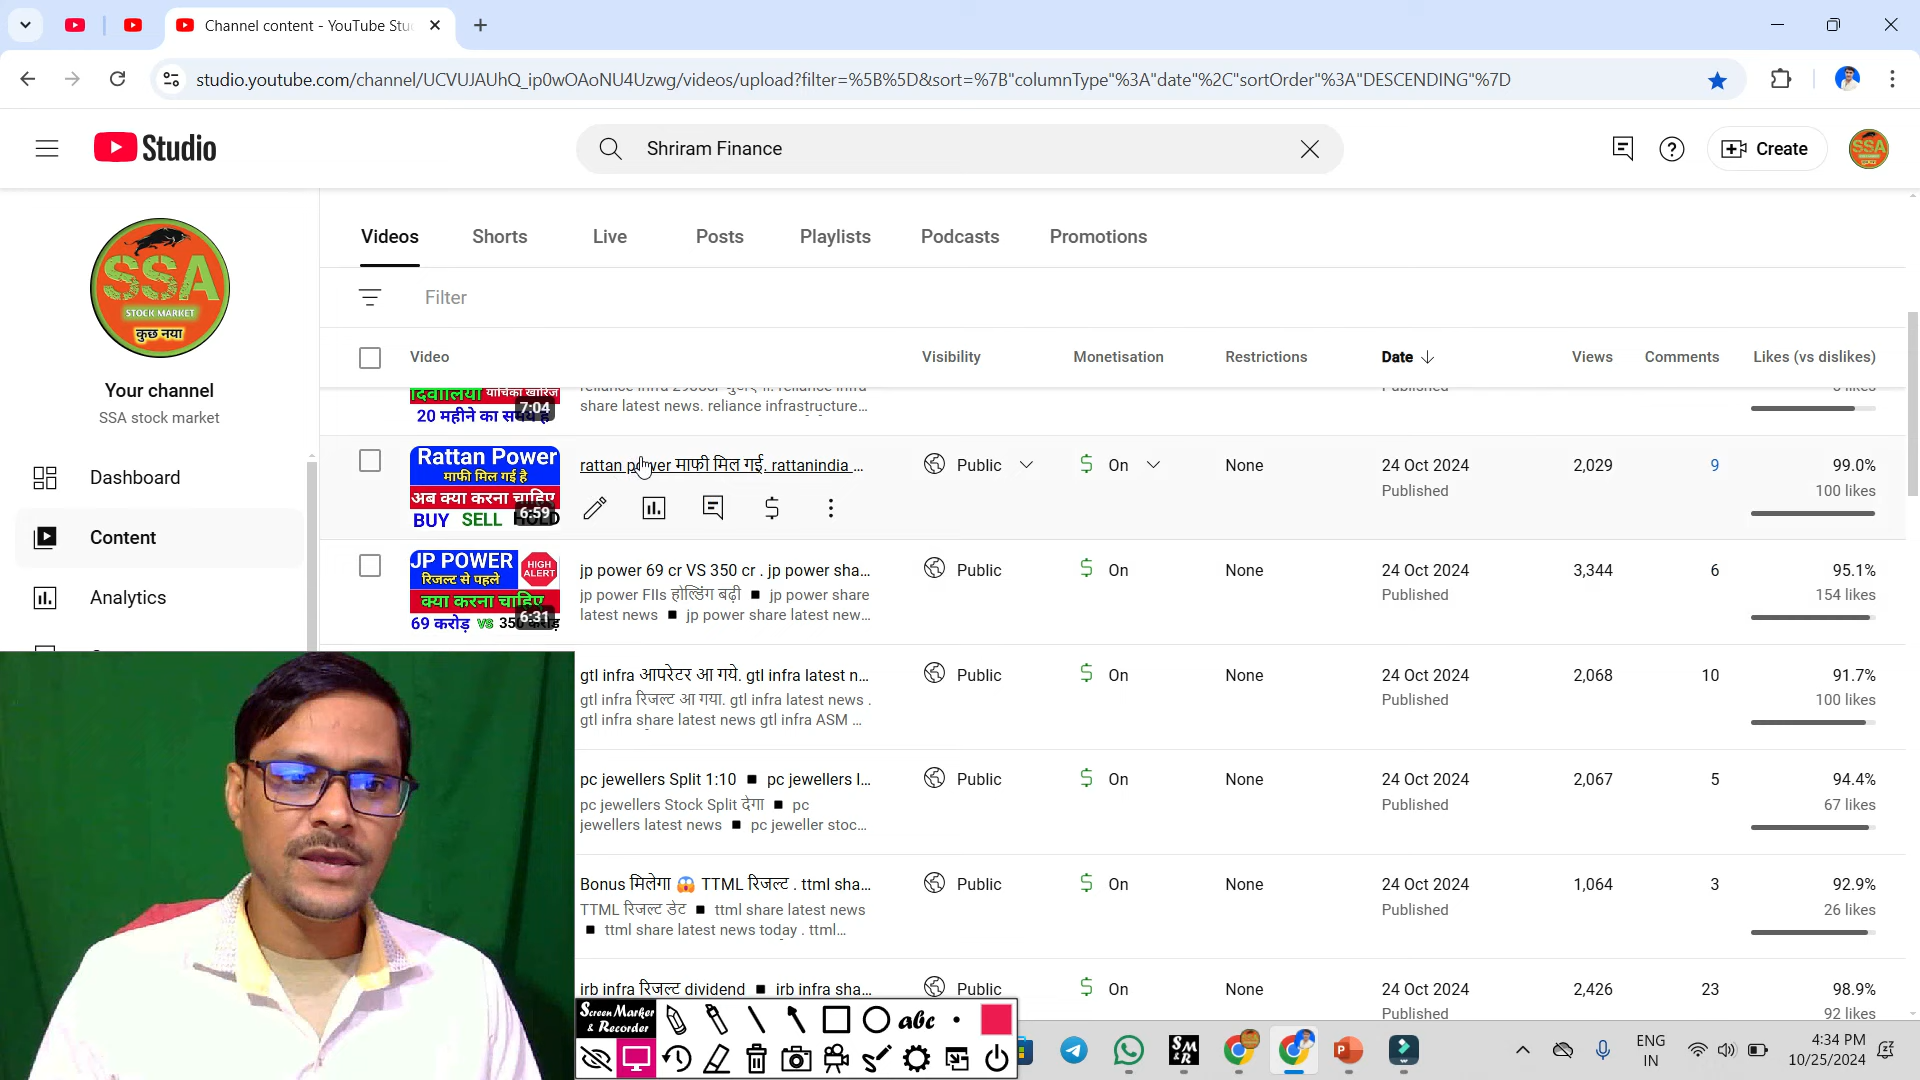 Channel content - YouTube Stu
studio.youtube.com/channel/UCVUJAUhQ_ip0wOAoNU4Uzwg/videos/upload?filter=%5B%5D&sort=%7B"columnType"%3A"date"%2C"sortOrder"%3A"DESCENDING"%7D
Studio
Shriram Finance
Create
SSA
SSA
STOCK MARKET
कुछ नया
Your channel
SSA stock market
Dashboard
Content
Analytics
Videos Shorts Live Posts Playlists Podcasts Promotions
Filter
Video Visibility Monetisation Restrictions Date Views Comments Likes (vs dislikes)
दिवालिया याचिका खारिज
7:04
20 महीने का समय है
share latest news. reliance infrastructure...
Rattan Power
माफी मिल गई है
अब क्या करना चाहिए
6:59
BUY SELL HOLD
rattan power माफी मिल गई. rattanindia ...
Public On None 24 Oct 2024 2,029 9 99.0%
Published 100 likes
JP POWER HIGH ALERT
रिजल्ट से पहले
क्या करना चाहिए
6:31
69 करोड़ vs 350 करोड़
jp power 69 cr VS 350 cr . jp power sha...
jp power FIIs होल्डिंग बढ़ी ■ jp power share
latest news ■ jp power share latest new...
Public On None 24 Oct 2024 3,344 6 95.1%
Published 154 likes
gtl infra आपरेटर आ गये. gtl infra latest n...
gtl infra रिजल्ट आ गया. gtl infra latest news .
gtl infra share latest news gtl infra ASM ...
Public On None 24 Oct 2024 2,068 10 91.7%
Published 100 likes
pc jewellers Split 1:10 ■ pc jewellers l...
pc jewellers Stock Split देगा ■ pc
jewellers latest news ■ pc jeweller stoc...
Public On None 24 Oct 2024 2,067 5 94.4%
Published 67 likes
Bonus मिलेगा 😱 TTML रिजल्ट . ttml sha...
TTML रिजल्ट डेट ■ ttml share latest news
■ ttml share latest news today . ttml...
Public On None 24 Oct 2024 1,064 3 92.9%
Published 26 likes
irb infra रिजल्ट dividend ■ irb infra sha...
Public On None 24 Oct 2024 2,426 23 98.9%
Published 92 likes
Screen Marker
& Recorder
abc
SM
&R
ENG
IN
4:34 PM
10/25/2024